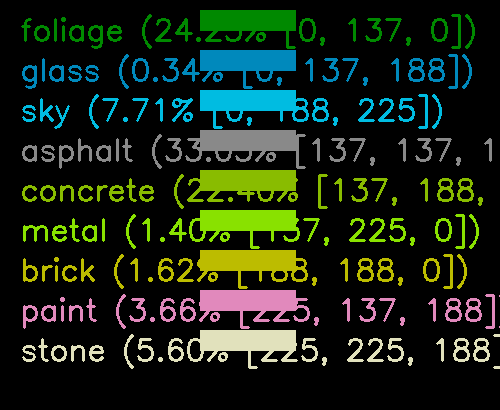 foliage (24.23% [0, 137, 0])
glass (0.34% [0, 137, 188])
sky (7.71% [0, 188, 225])
asphalt (33.03% [137, 137, 1
concrete (22.40% [137, 188,
metal (1.40% [137, 225, 0])
brick (1.62% [188, 188, 0])
paint (3.66% [225, 137, 188]
stone (5.60% [225, 225, 188]